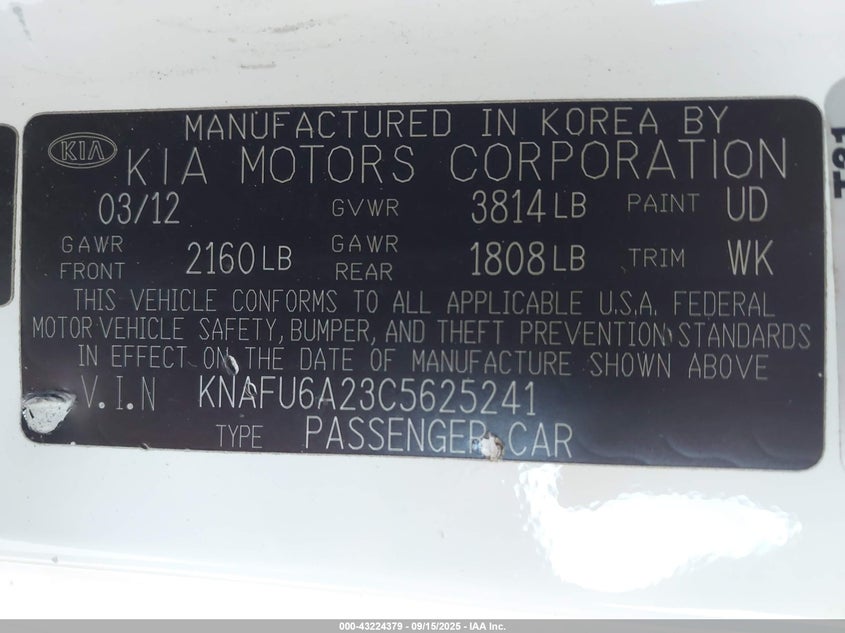 MANUFACTURED IN KOREA BY
KIA
KIA MOTORS CORPORATION
03/12 GVWR 3814 LB PAINT UD
GAWR FRONT 2160 LB GAWR REAR 1808 LB TRIM WK
THIS VEHICLE CONFORMS TO ALL APPLICABLE U.S.A. FEDERAL
MOTOR VEHICLE SAFETY, BUMPER, AND THEFT PREVENTION STANDARDS
IN EFFECT ON THE DATE OF MANUFACTURE SHOWN ABOVE
V.I.N KNAFU6A23C5625241
TYPE PASSENGER CAR
000-43224379 - 09/15/2025 - IAA Inc.